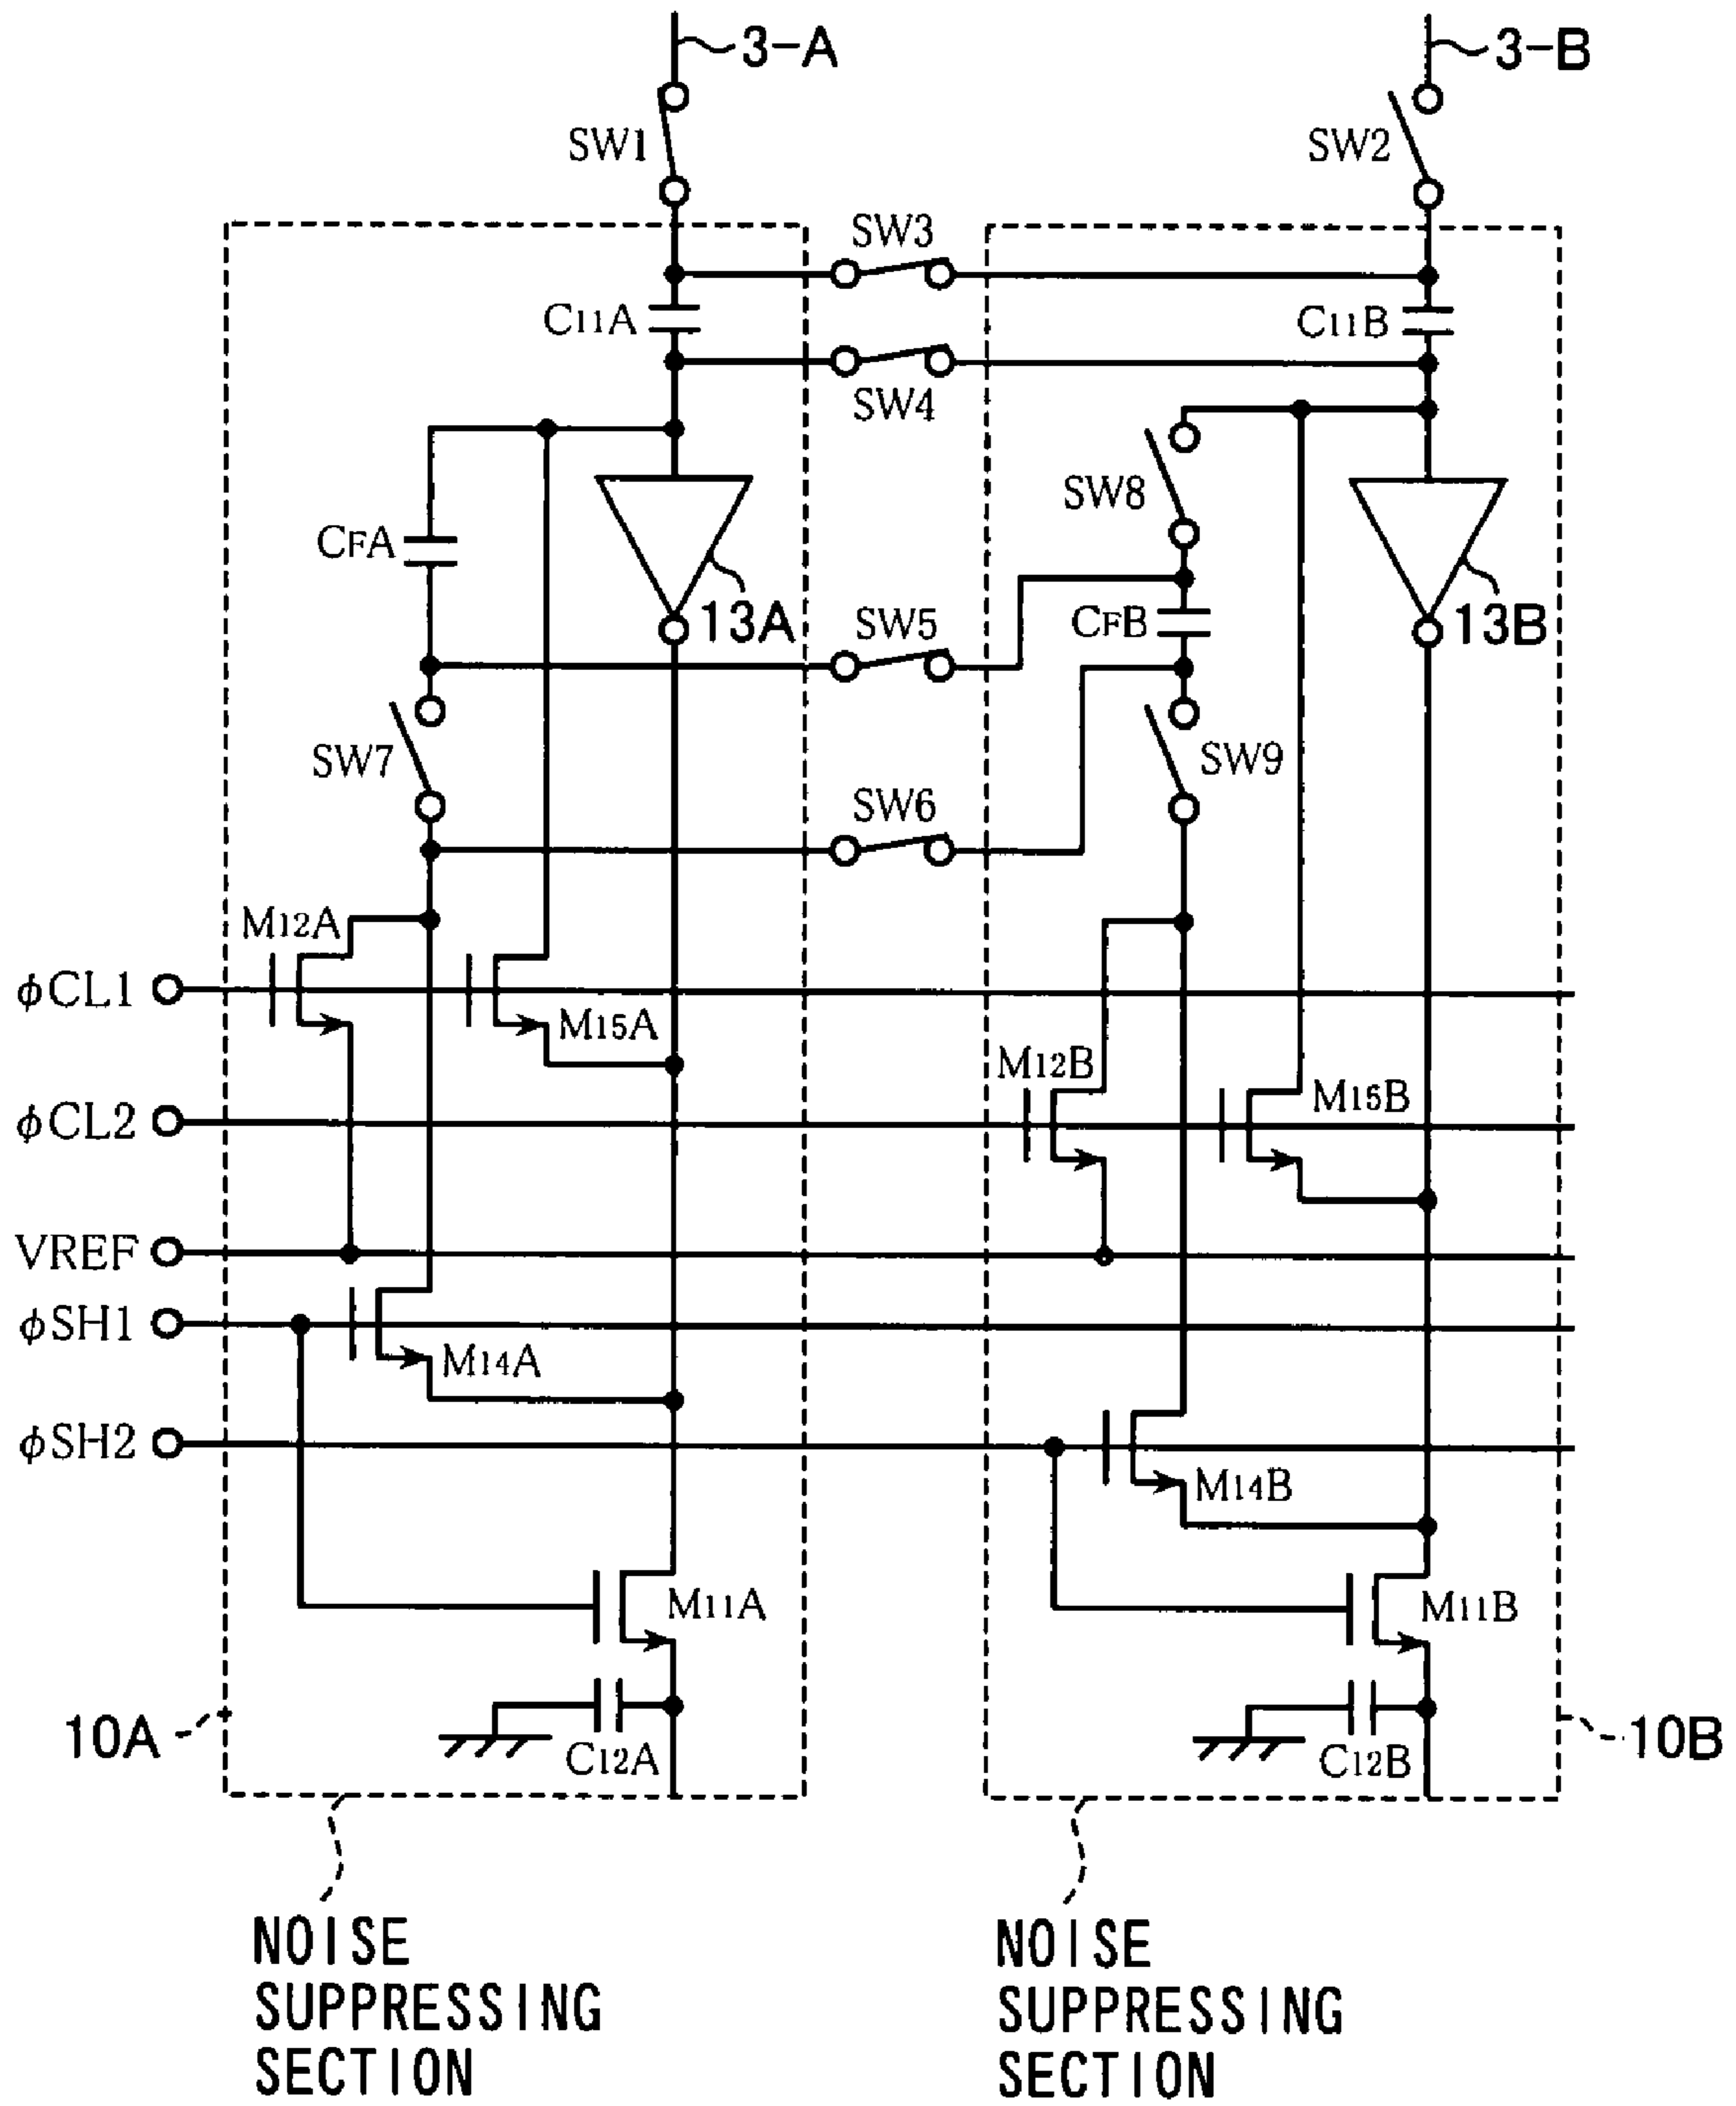 3-A
3-B
SW1
SW2
SW3
C11A
C11B
SW4
SW8
CFA
13A
SW5
CFB
13B
SW7
SW9
SW6
M12A
φCL1
M15A
M12B
M15B
φCL2
VREF
φSH1
M14A
φSH2
M14B
M11A
M11B
10A
C12A
C12B
10B
NOISE
SUPPRESSING
SECTION
NOISE
SUPPRESSING
SECTION